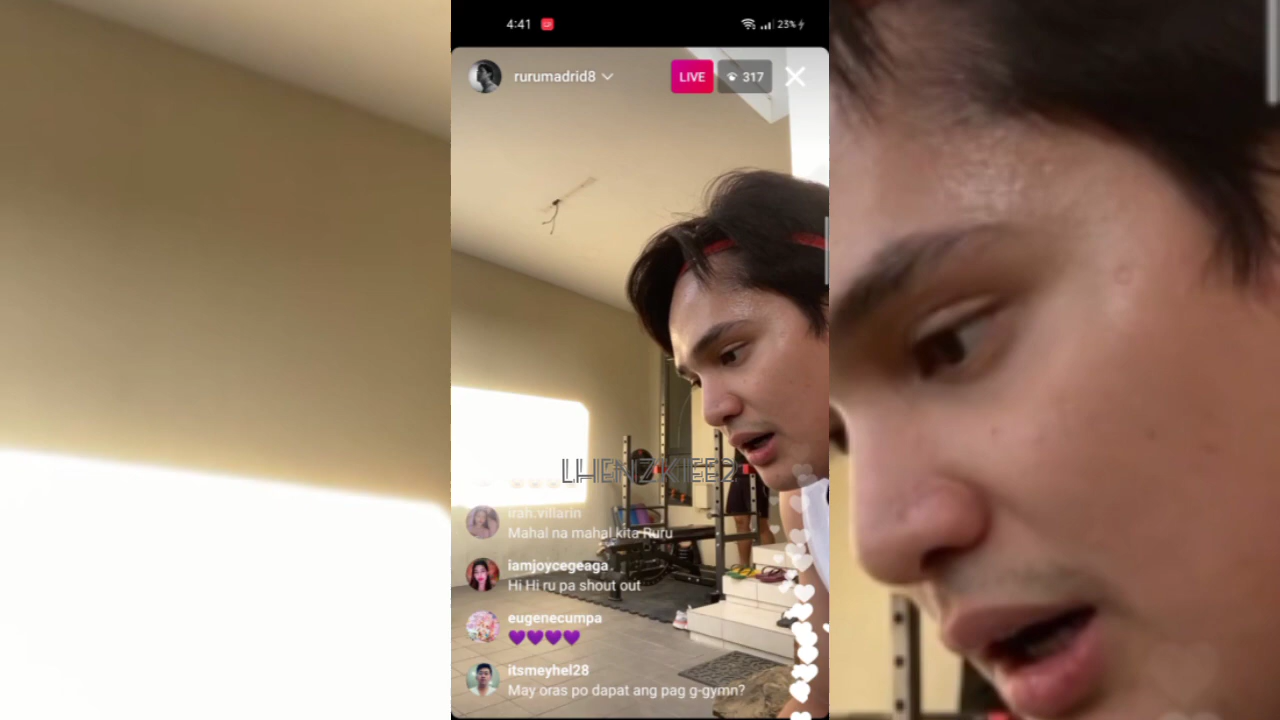 4:41
23%
rurumadrid8
LIVE
317
LHENZKIEE2
irah.villarin
Mahal na mahal kita Ruru
iamjoycegeaga
Hi Hi ru pa shout out
eugenecumpa
💜💜💜💜
itsmeyhel28
May oras po dapat ang pag g-gymn?